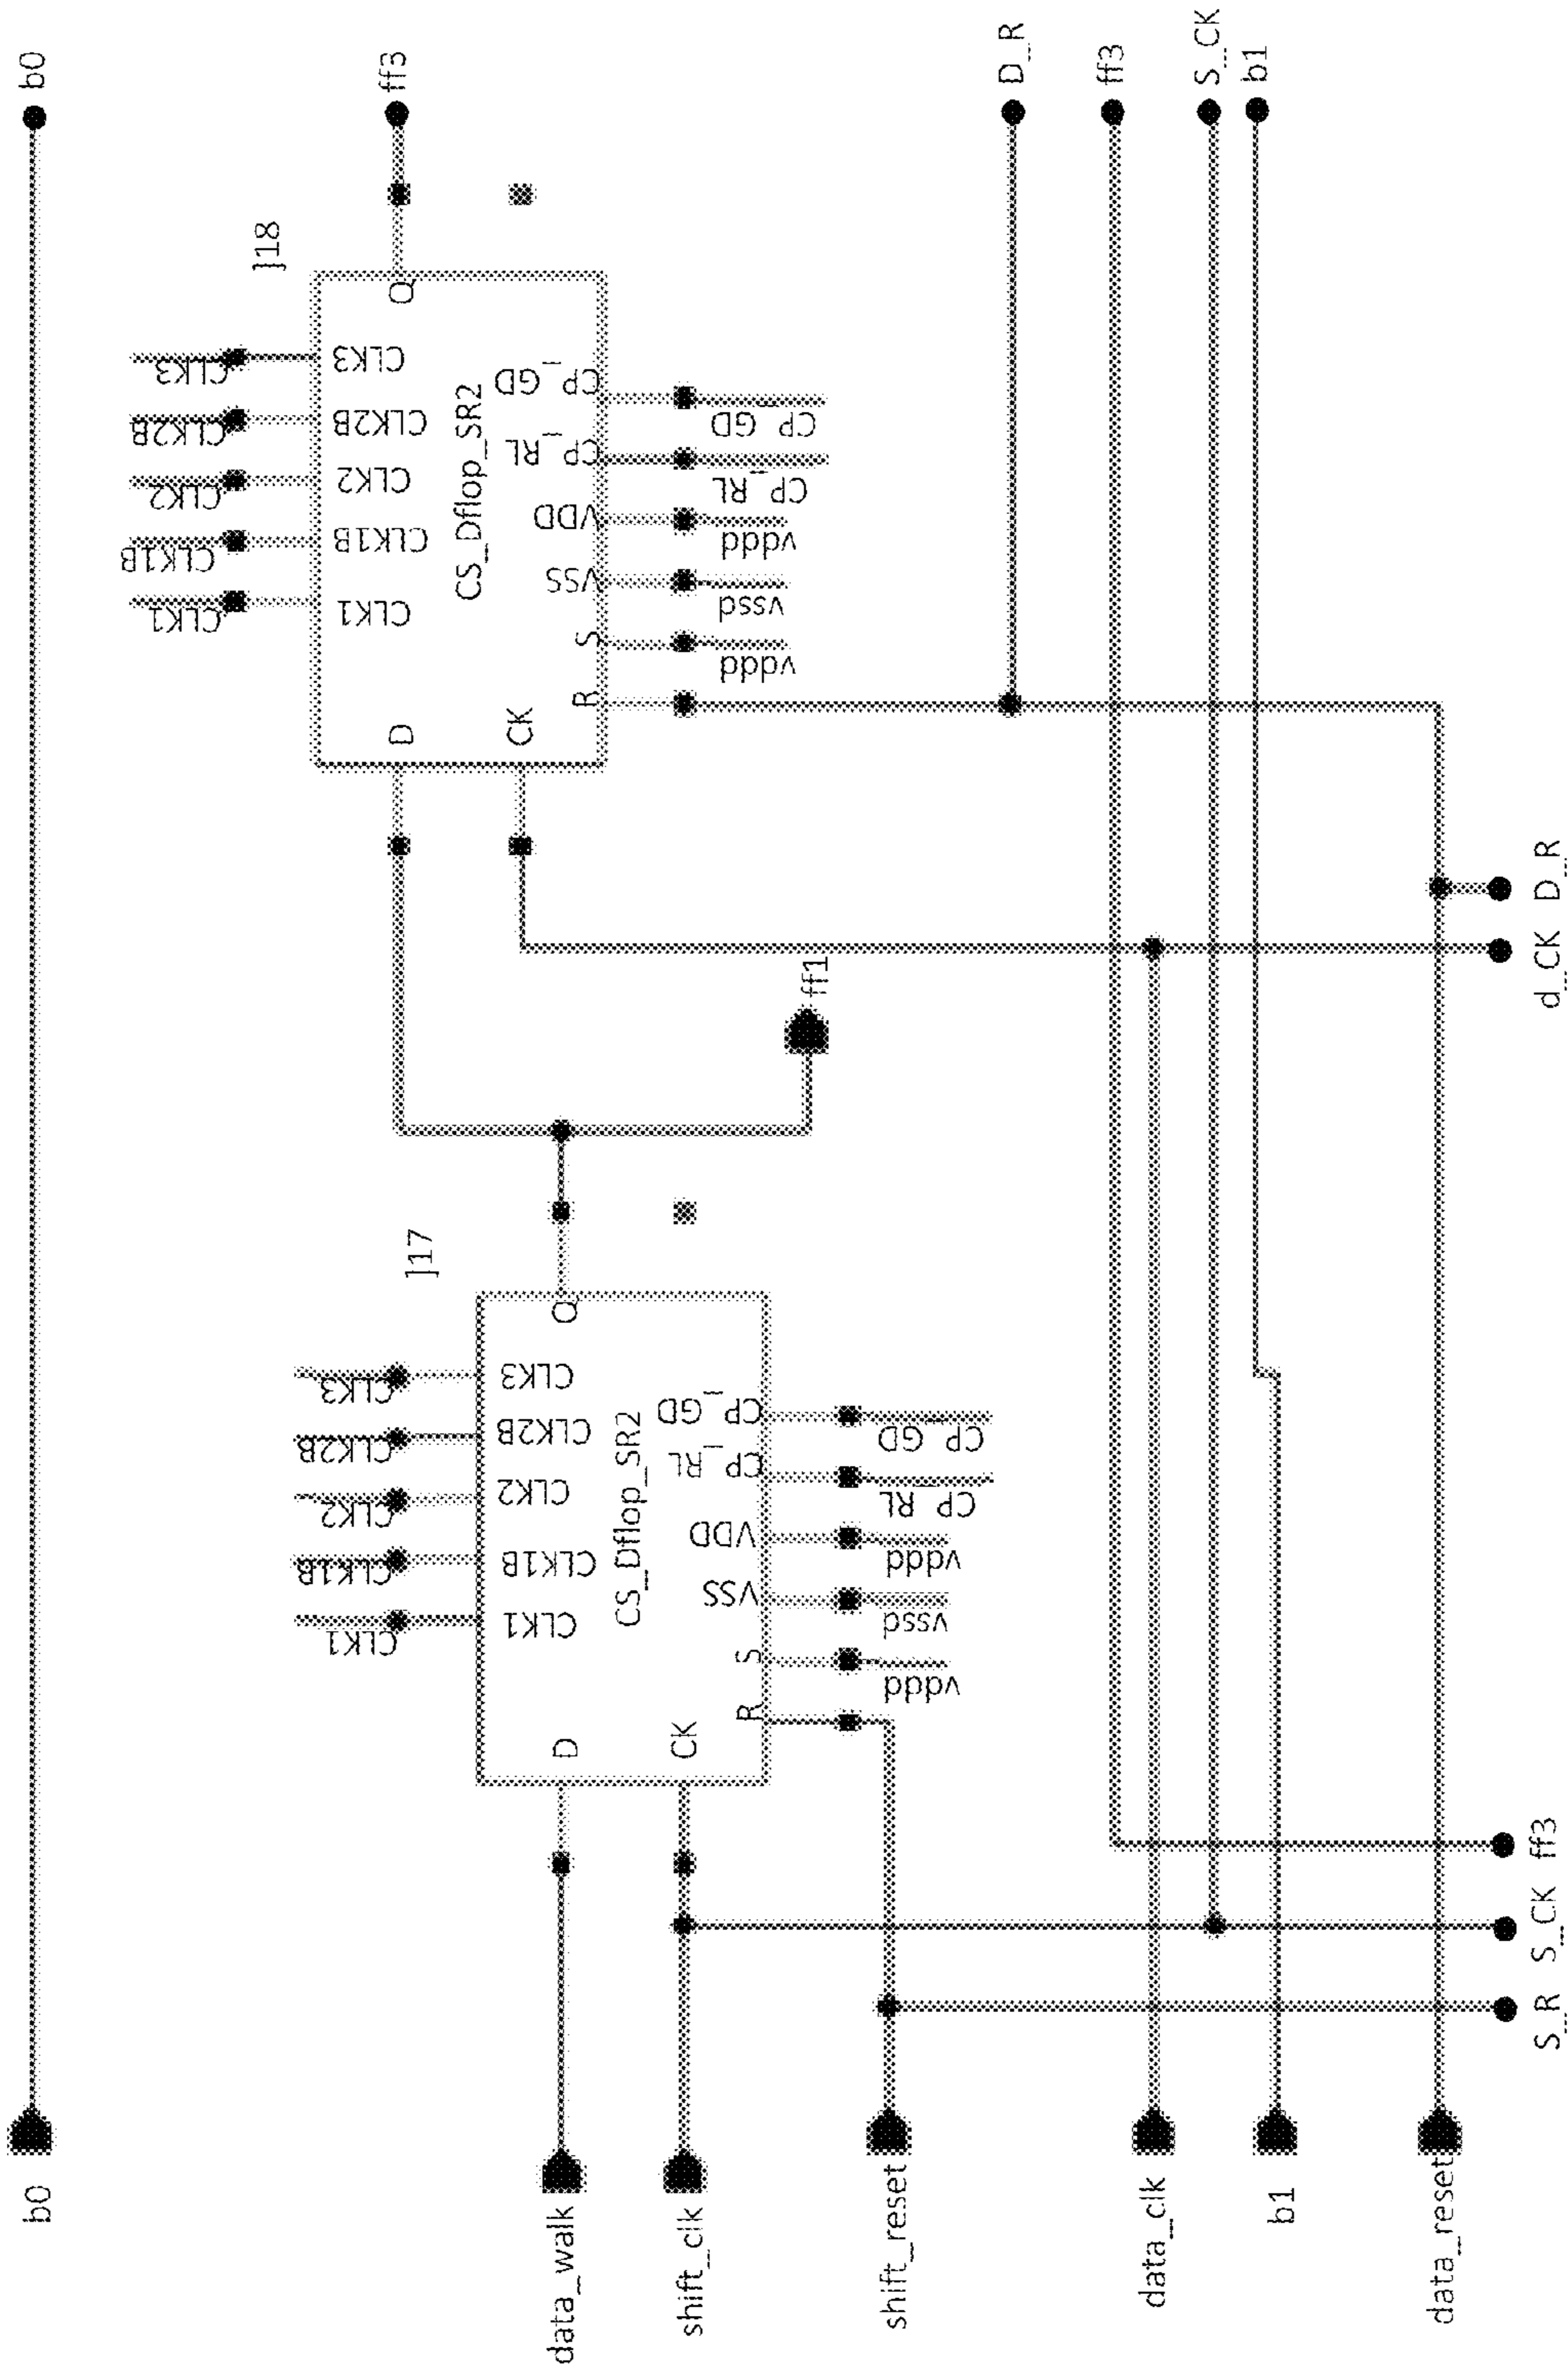 b0
b0
CLK1
CLK1B
CLK2
CLK2B
CLK3
]18
CLK1
CLK1B
CLK2
CLK2B
CLK3
D
Q
ff3
CS_Dflop_SR2
CK
R
S
VSS
VDD
CP_RL
CP_GD
vddd
vssd
vddd
CP_RL
CP_GD
CLK1
CLK1B
CLK2
CLK2B
CLK3
]17
CLK1
CLK1B
CLK2
CLK2B
CLK3
data_walk
D
Q
CS_Dflop_SR2
shift_clk
CK
R
S
VSS
VDD
CP_RL
CP_GD
vddd
vssd
vddd
CP_RL
CP_GD
ff1
shift_reset
D_R
ff3
data_clk
S_CK
b1
b1
data_reset
S_R
S_CK
ff3
d_CK
D_R